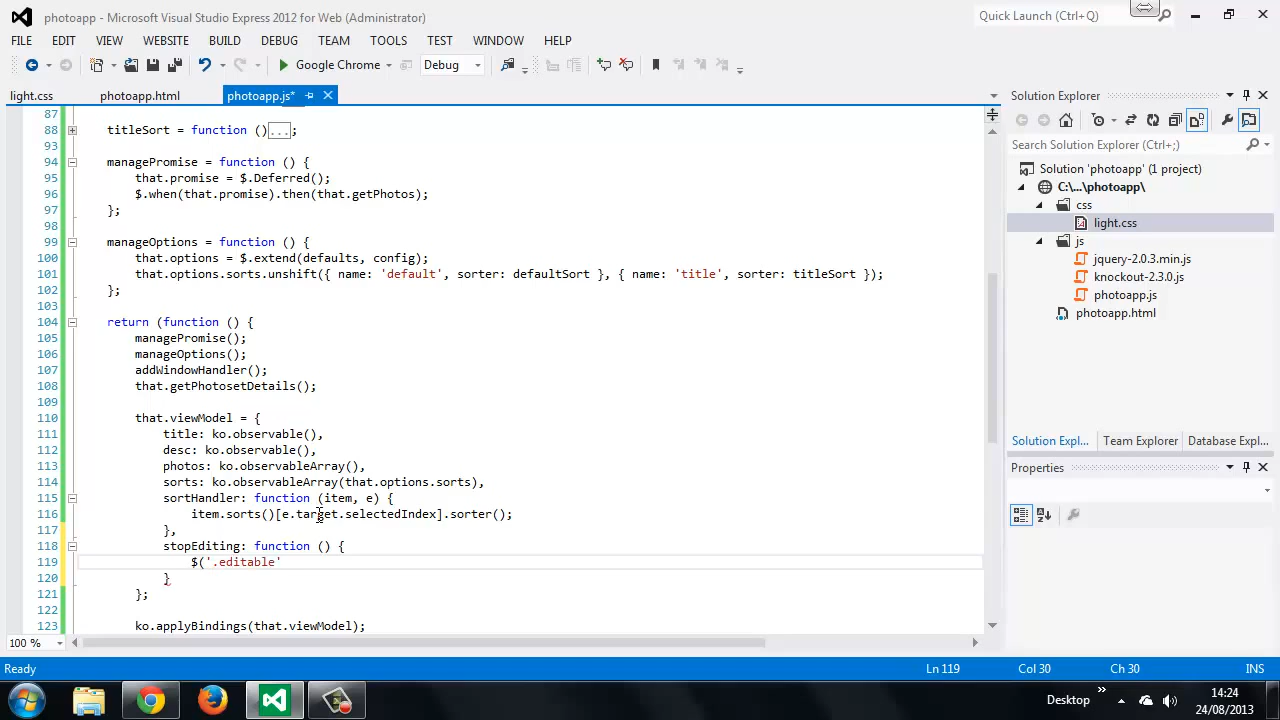 photoapp - Microsoft Visual Studio Express 2012 for Web (Administrator)
Quick Launch (Ctrl+Q)
FILE EDIT VIEW WEBSITE BUILD DEBUG TEAM TOOLS TEST WINDOW HELP
Google Chrome Debug
light.css photoapp.html photoapp.js*
87
88 titleSort = function ()...;
93
94 managePromise = function () {
95 that.promise = $.Deferred();
96 $.when(that.promise).then(that.getPhotos);
97 };
98
99 manageOptions = function () {
100 that.options = $.extend(defaults, config);
101 that.options.sorts.unshift({ name: 'default', sorter: defaultSort }, { name: 'title', sorter: titleSort });
102 };
103
104 return (function () {
105 managePromise();
106 manageOptions();
107 addWindowHandler();
108 that.getPhotosetDetails();
109
110 that.viewModel = {
111 title: ko.observable(),
112 desc: ko.observable(),
113 photos: ko.observableArray(),
114 sorts: ko.observableArray(that.options.sorts),
115 sortHandler: function (item, e) {
116 item.sorts()[e.target.selectedIndex].sorter();
117 },
118 stopEditing: function () {
119 $('.editable'
120 }
121 };
122
123 ko.applyBindings(that.viewModel);
100 %
Solution Explorer
Search Solution Explorer (Ctrl+;)
Solution 'photoapp' (1 project)
C:\...\photoapp\
css
light.css
js
jquery-2.0.3.min.js
knockout-2.3.0.js
photoapp.js
photoapp.html
Solution Expl... Team Explorer Database Expl...
Properties
Ready Ln 119 Col 30 Ch 30 INS
Desktop
14:24
24/08/2013